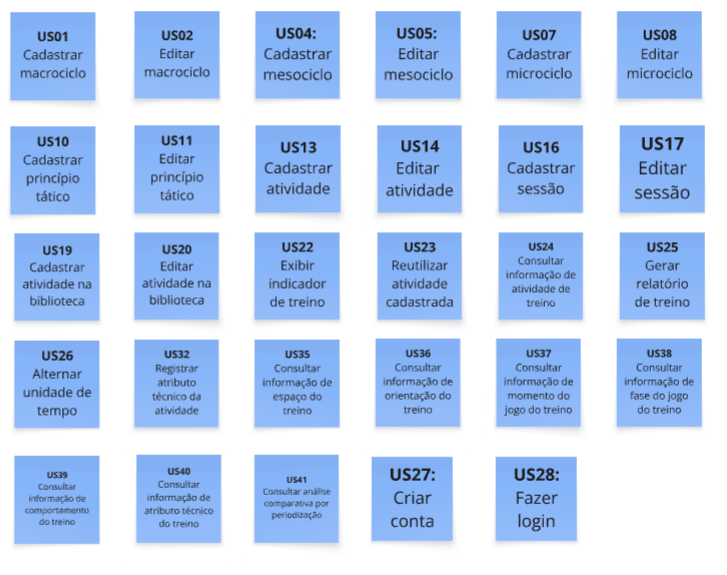 US01
Cadastrar
macrociclo
US02
Editar
macrociclo
US04:
Cadastrar
mesociclo
US05:
Editar
mesociclo
US07
Cadastrar
microciclo
US08
Editar
microciclo
US10
Cadastrar
princípio
tático
US11
Editar
princípio
tático
US13
Cadastrar
atividade
US14
Editar
atividade
US16
Cadastrar
sessão
US17
Editar
sessão
US19
Cadastrar
atividade na
biblioteca
US20
Editar
atividade na
biblioteca
US22
Exibir
indicador
de treino
US23
Reutilizar
atividade
cadastrada
US24
Consultar
informação de
atividade de
treino
US25
Gerar
relatório
de treino
US26
Alternar
unidade de
tempo
US32
Registrar
atributo
técnico da
atividade
US35
Consultar
informação de
espaço do
treino
US36
Consultar
informação de
orientação do
treino
US37
Consultar
informação de
momento do
jogo do treino
US38
Consultar
informação de
fase do jogo
do treino
US39
Consultar
informação de
comportamento
do treino
US40
Consultar
informação de
atributo técnico
do treino
US41
Consultar análise
comparativa por
periodização
US27:
Criar
conta
US28:
Fazer
login